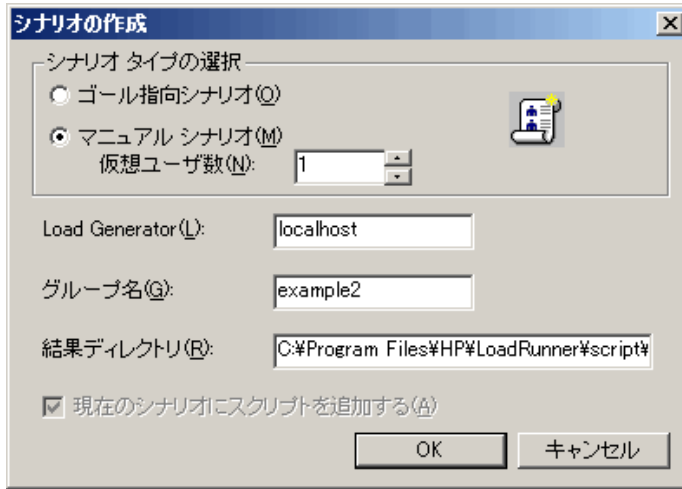 シナリオの作成
シナリオ タイプの選択
ゴール指向シナリオ(O)
マニュアル シナリオ(M)
仮想ユーザ数(N): 1
Load Generator(L): localhost
グループ名(G): example2
結果ディレクトリ(R): C:¥Program Files¥HP¥LoadRunner¥script¥
現在のシナリオにスクリプトを追加する(A)
OK キャンセル